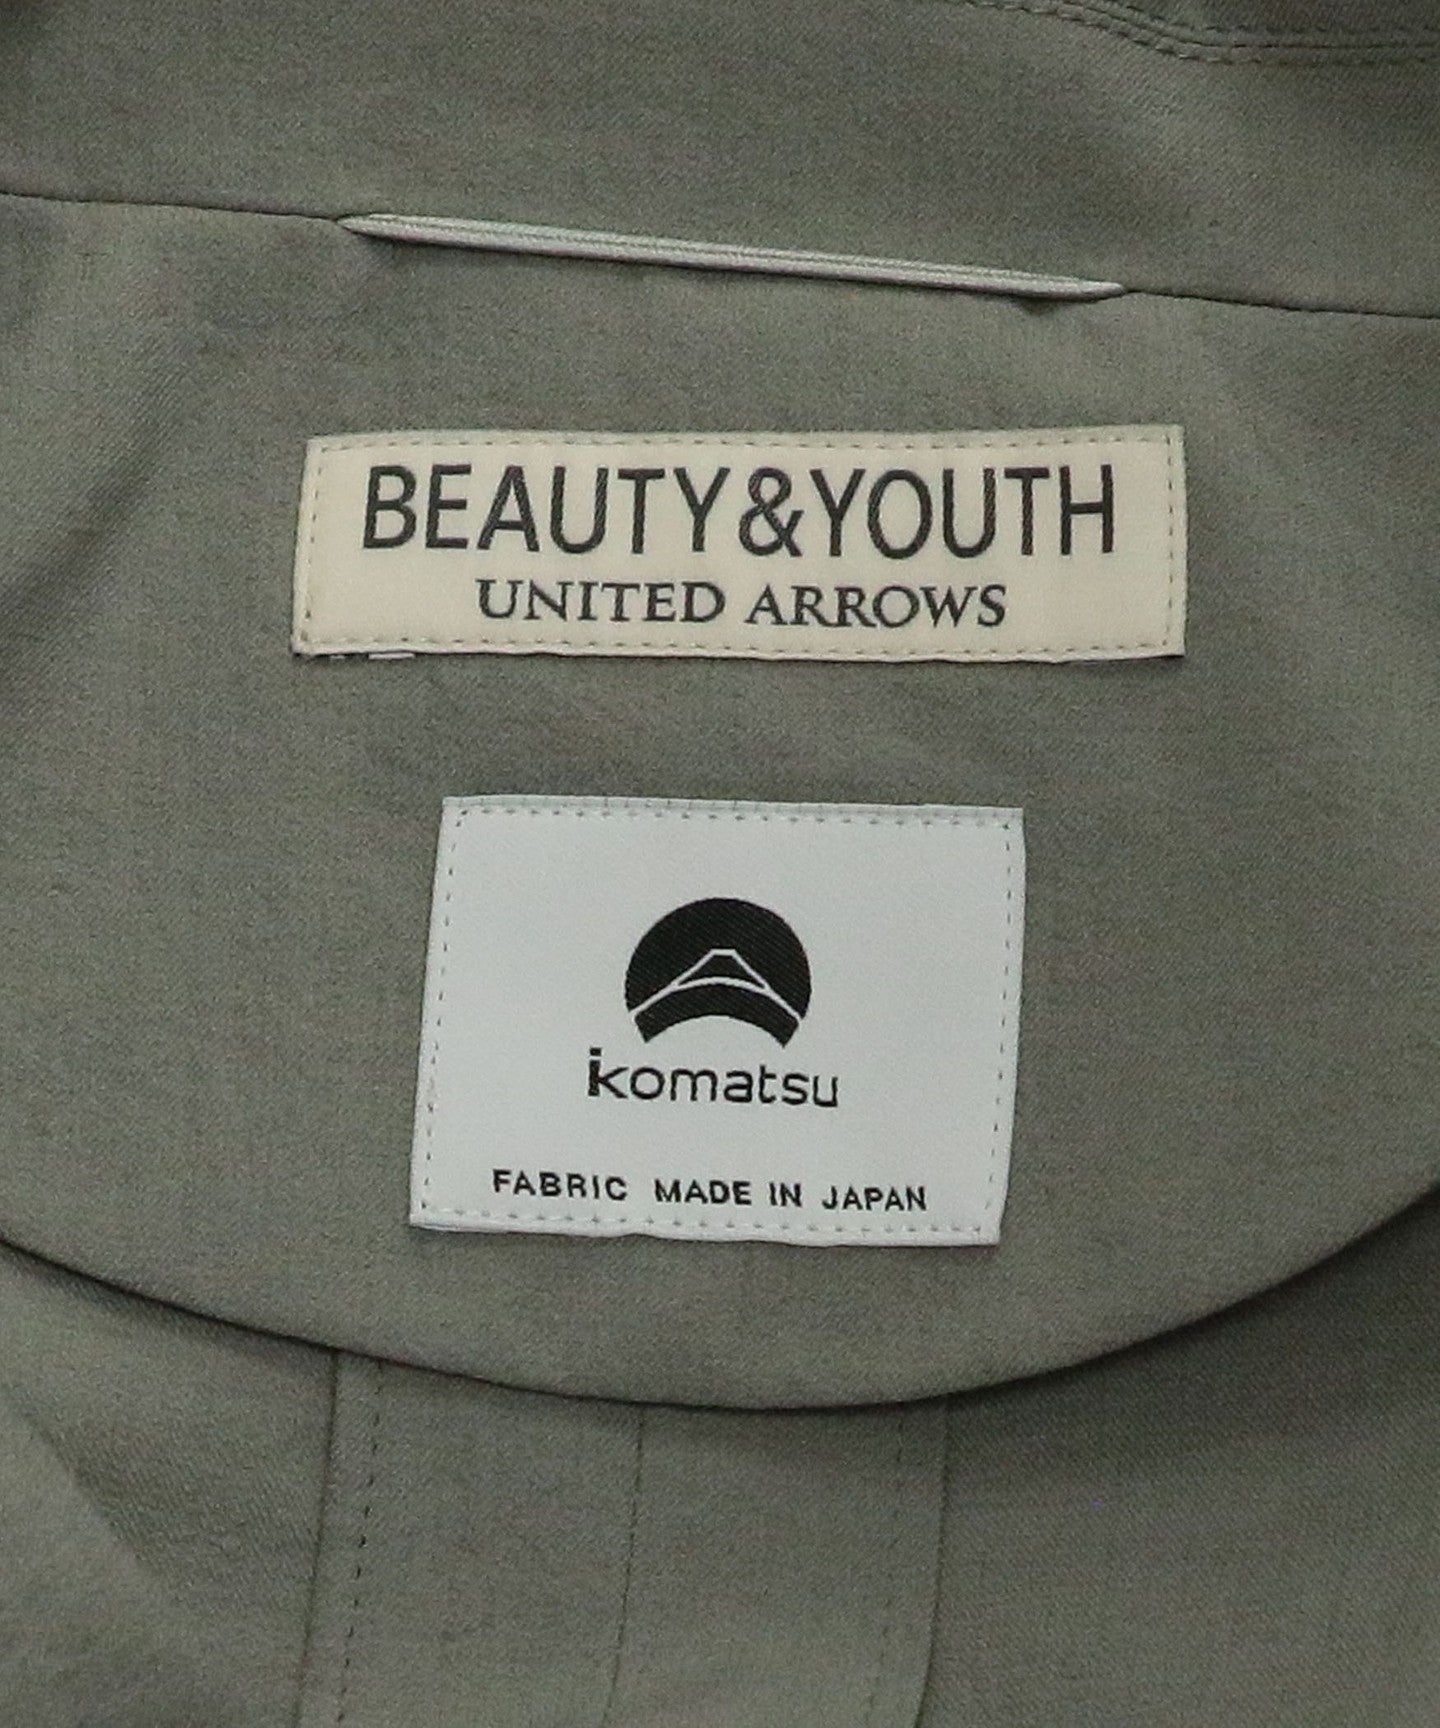 BEAUTY&YOUTH
UNITED ARROWS
komatsu
FABRIC MADE IN JAPAN